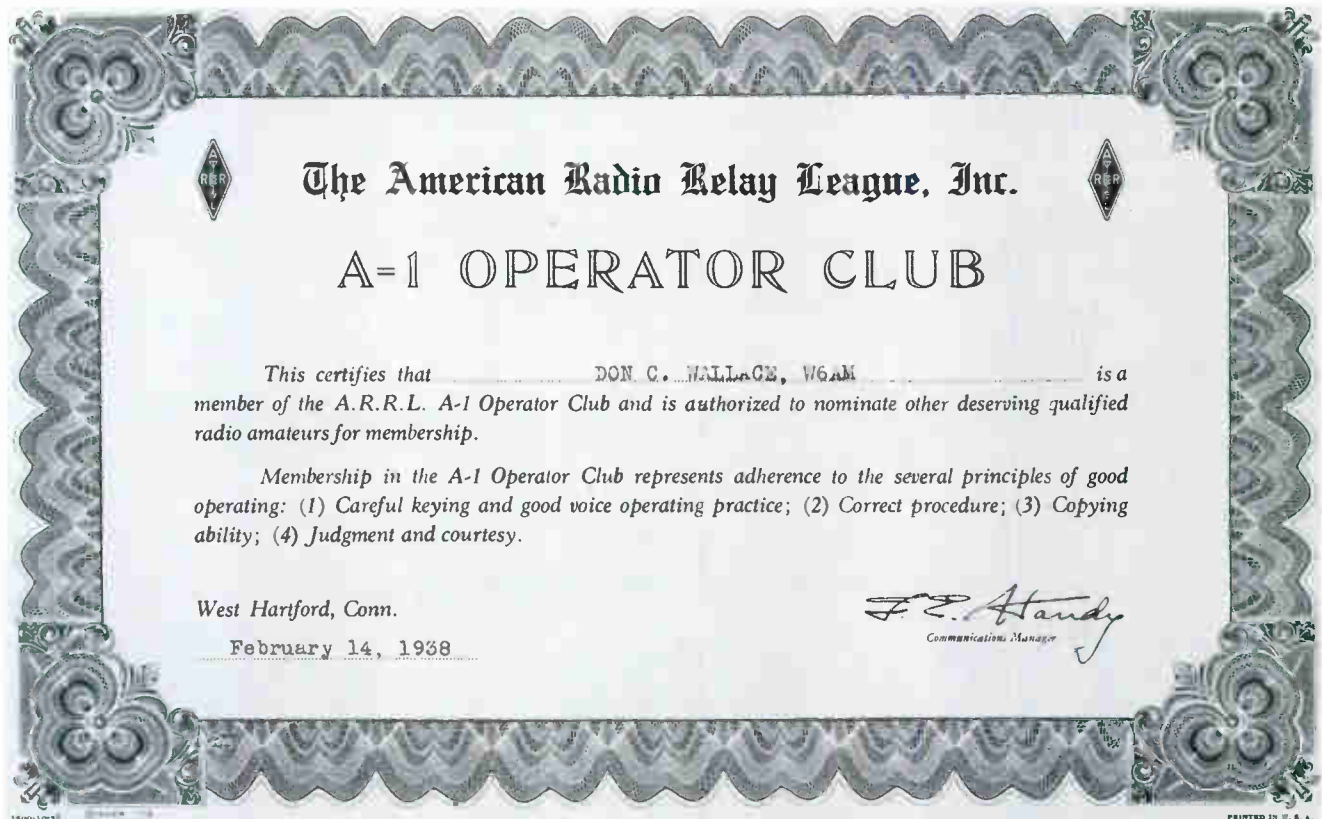 The American Radio Relay League, Inc.
A-1 OPERATOR CLUB
This certifies that DON C. WALLACE, W6AM is a
member of the A.R.R.L. A-1 Operator Club and is authorized to nominate other deserving qualified
radio amateurs for membership.
Membership in the A-1 Operator Club represents adherence to the several principles of good
operating: (1) Careful keying and good voice operating practice; (2) Correct procedure; (3) Copying
ability; (4) Judgment and courtesy.
West Hartford, Conn.
February 14, 1938
F. E. Handy
Communications Manager
PRINTED IN U. S. A.